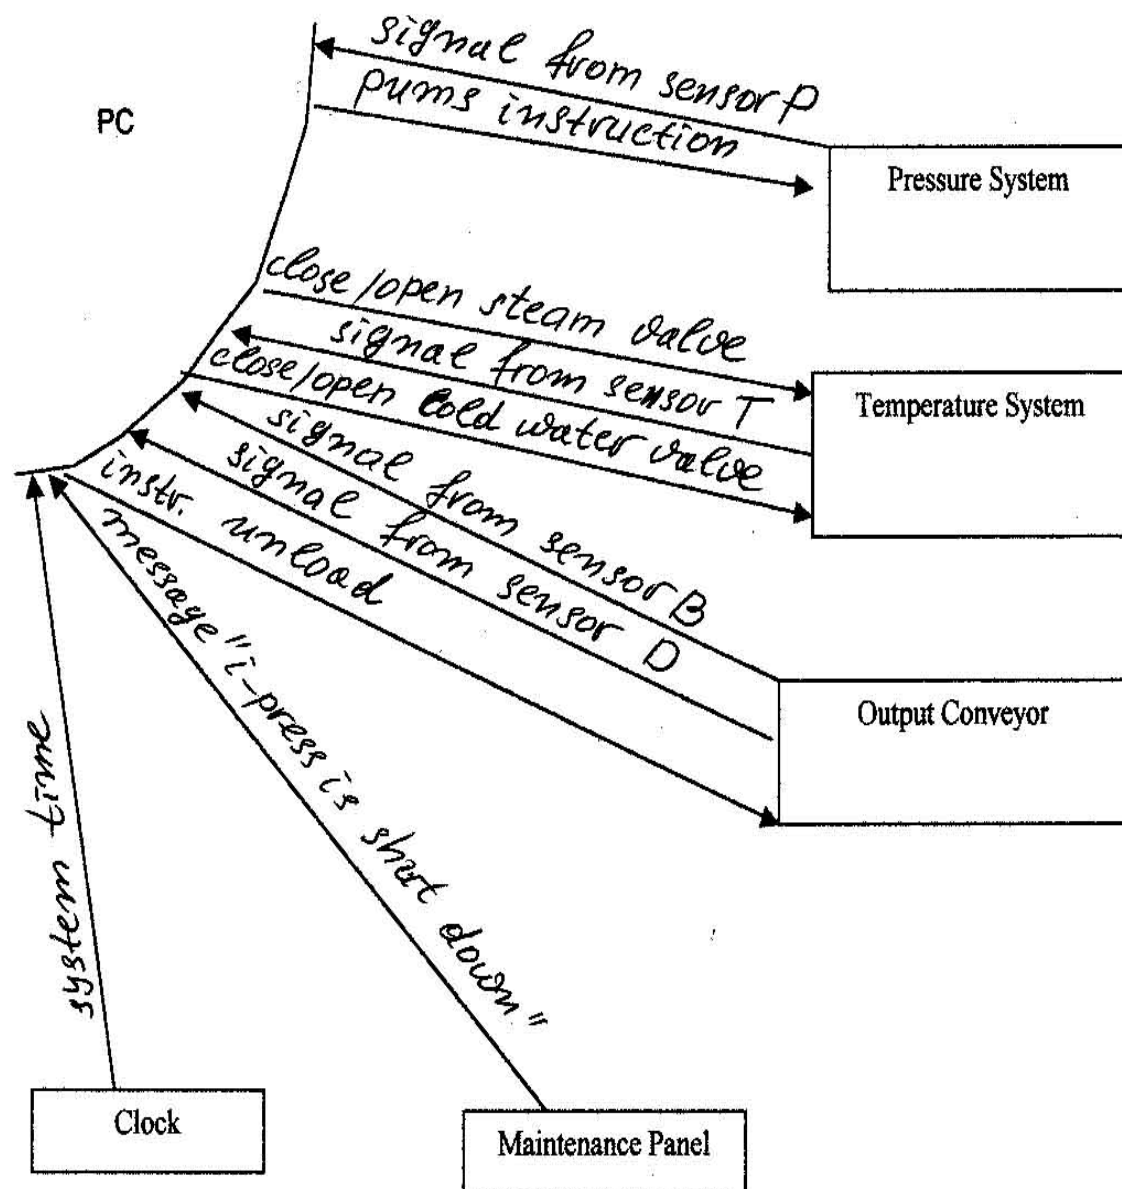 signal from sensor P
PC
pums instruction
Pressure System
close/open steam valve
signal from sensor T
Temperature System
close/open cold water valve
signal from sensor B
signal from sensor D
instr. unload
Output Conveyor
message "i-press is shut down"
system time
Clock
Maintenance Panel